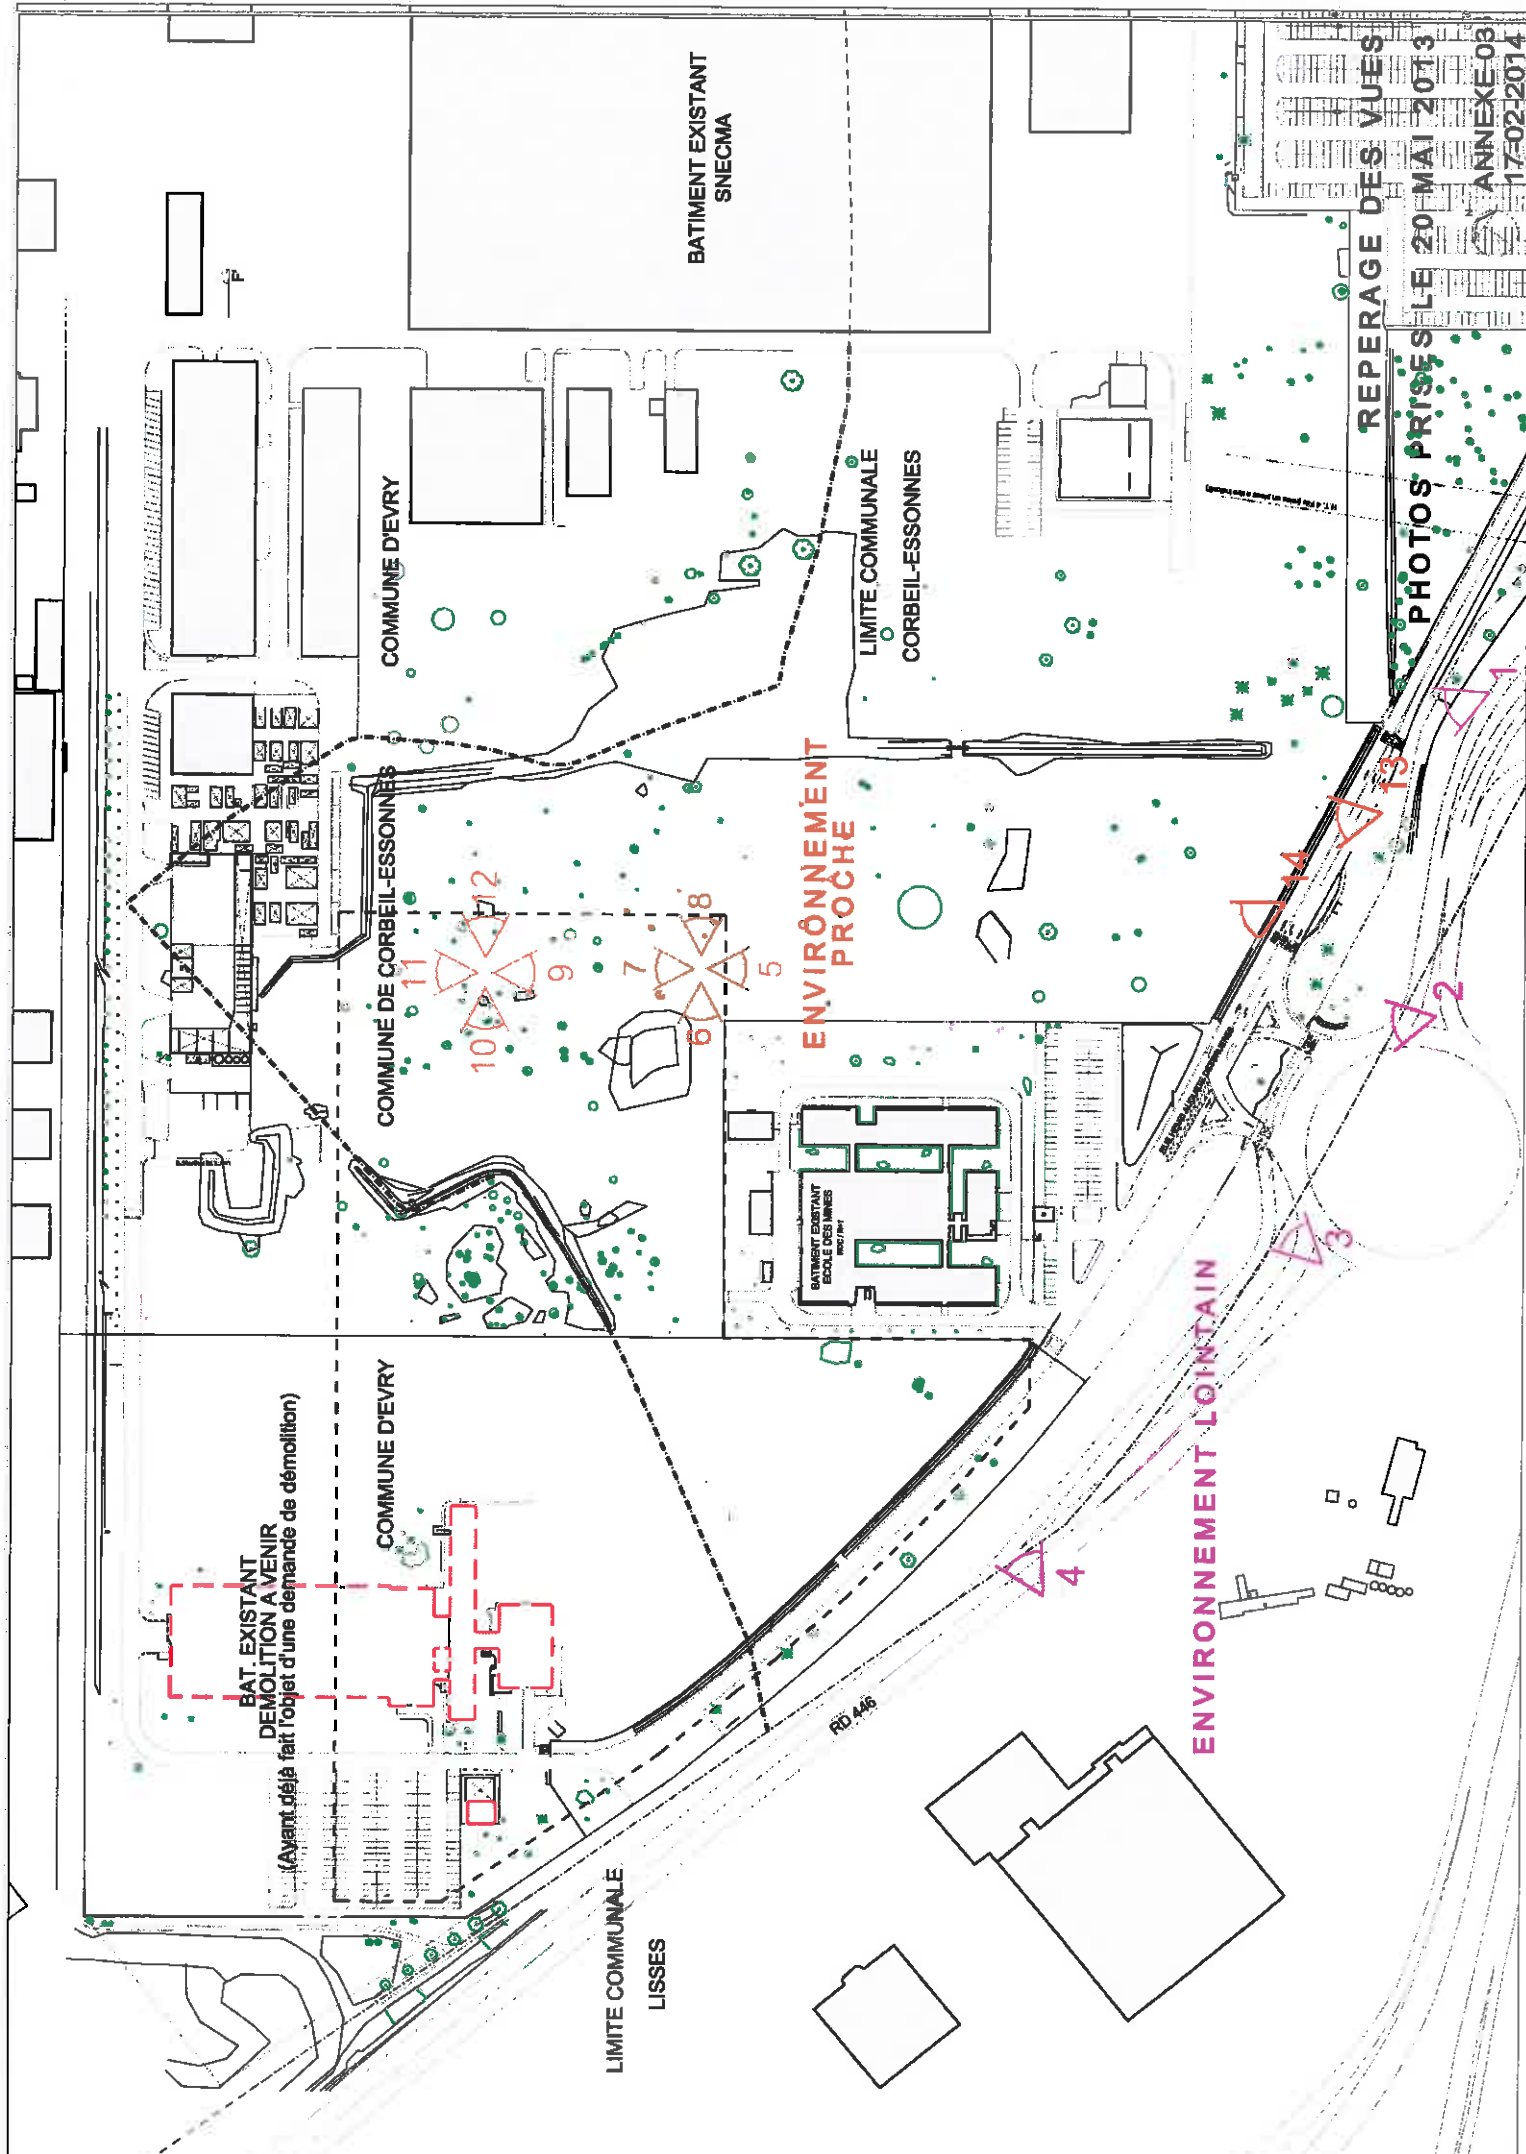 BATIMENT EXISTANT
SNECMA
F
COMMUNE D'EVRY
LIMITE COMMUNALE
CORBEIL-ESSONNES
COMMUNE DE CORBEIL-ESSONNES
ENVIRONNEMENT
PROCHE
11
12
10
9
7
8
6
5
14
13
1
2
3
4
BATIMENT EXISTANT
ECOLE DES MINES
COMMUNE D'EVRY
BAT. EXISTANT
DEMOLITION A VENIR
(Ayant déjà fait l'objet d'une demande de démolition)
RD 446
LIMITE COMMUNALE
LISSES
ENVIRONNEMENT LOINTAIN
REPERAGE DES VUES
PHOTOS PRISES LE 20 MAI 2013
ANNEXE 03
17-02-2014